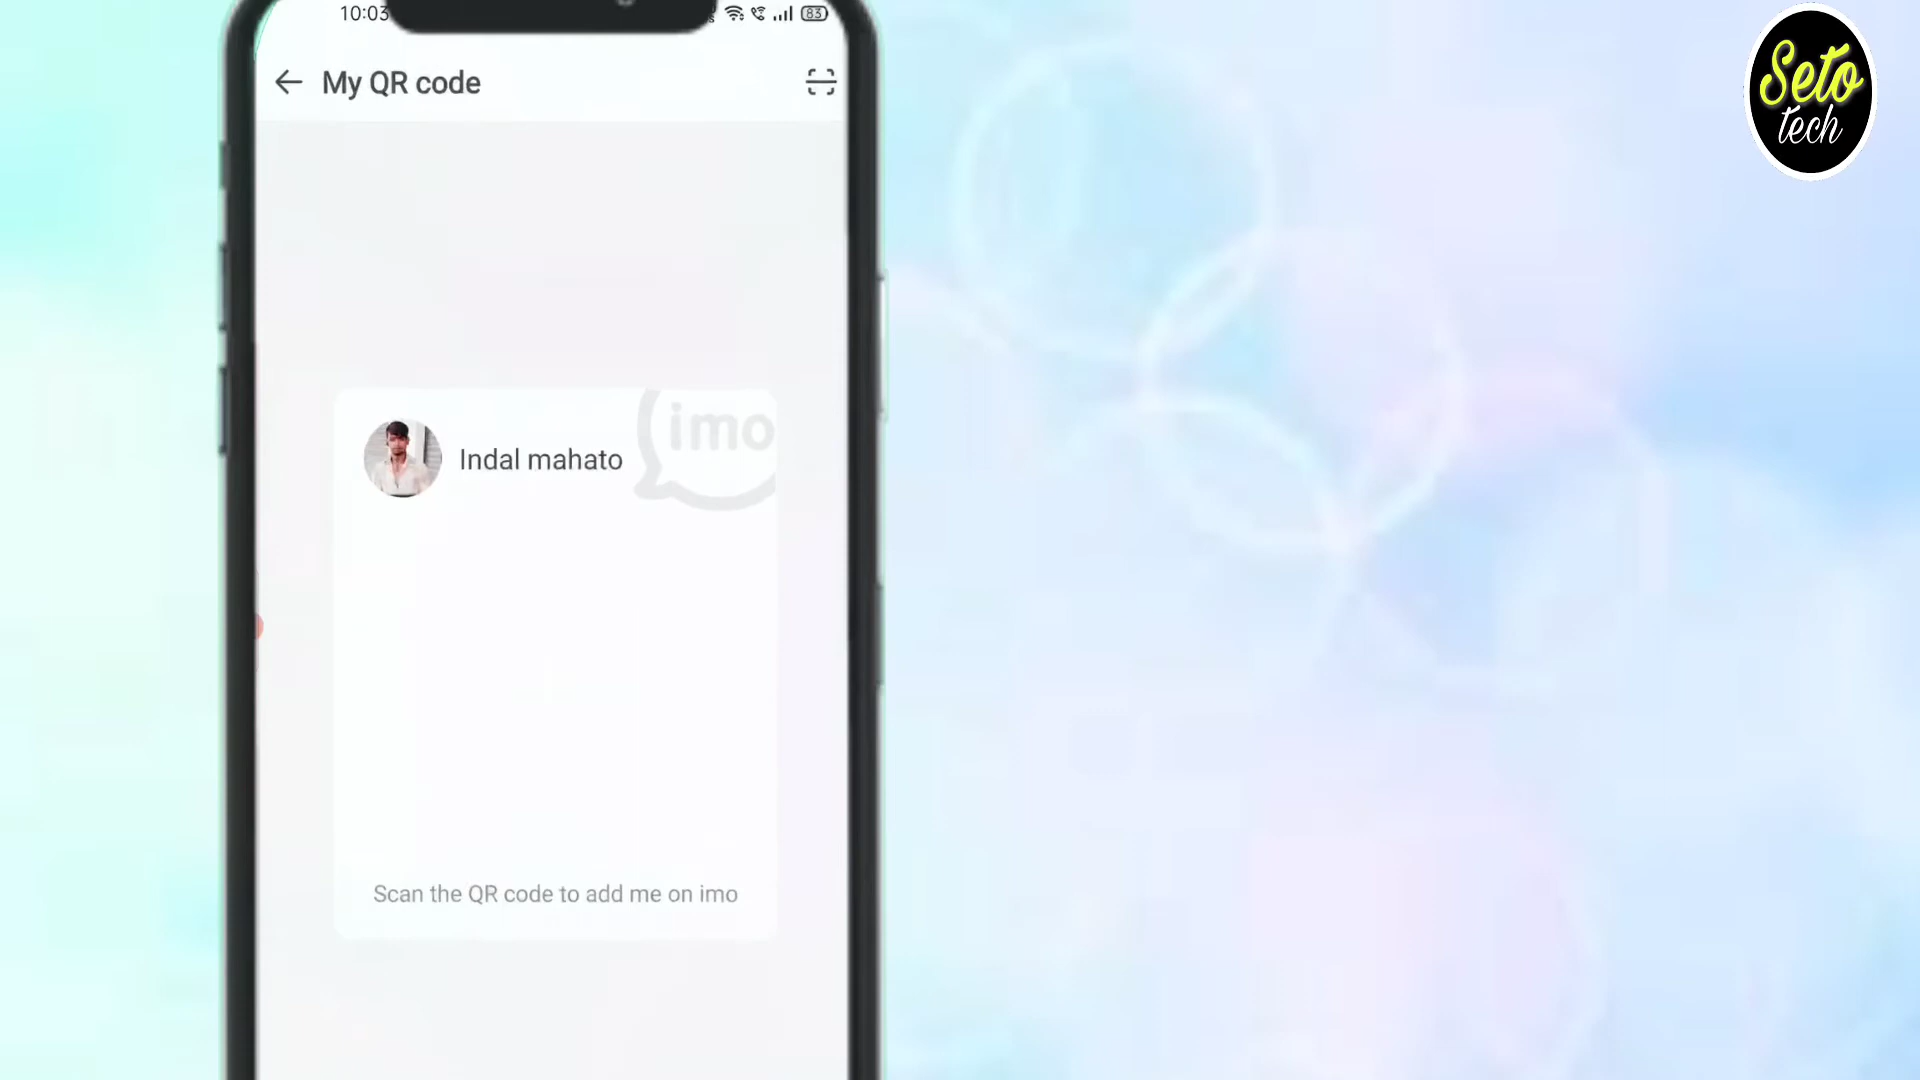 10:03
83
My QR code
imo
Indal mahato
Scan the QR code to add me on imo
Seto
tech